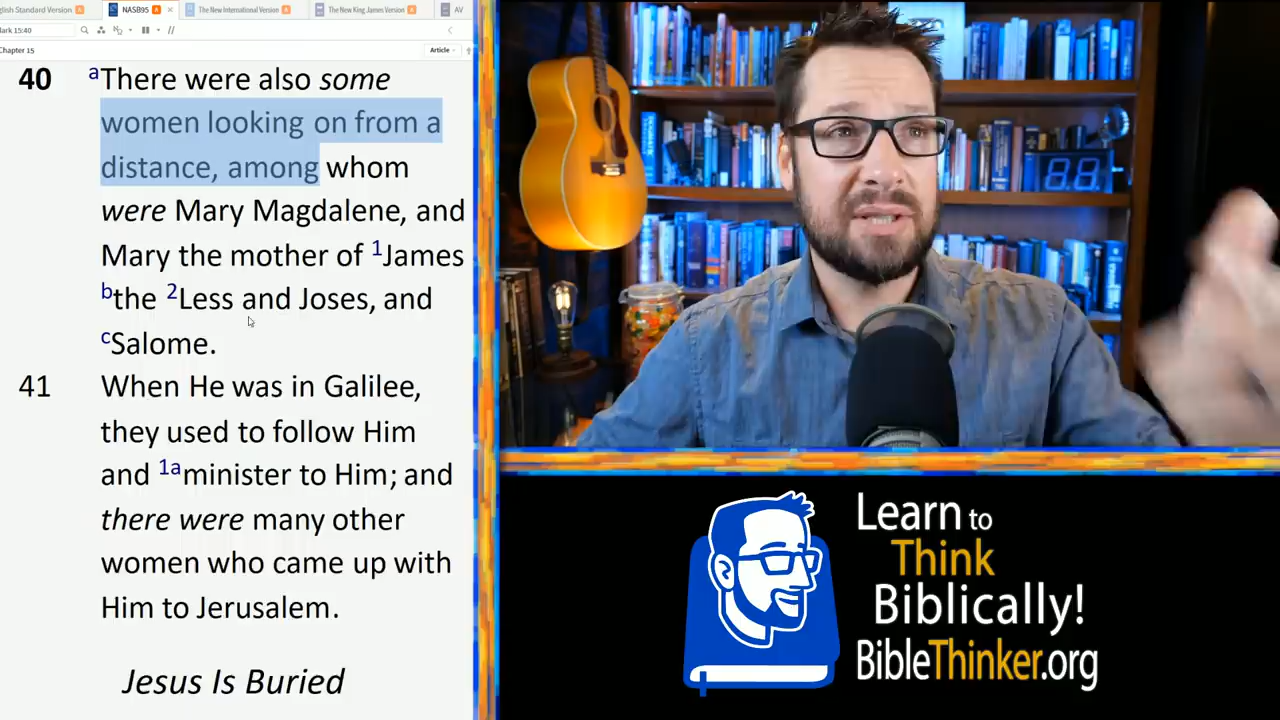 glish Standard Version A
NASB95 A ×
The New International Version A
The New King James Version A
AV
ark 15:40
Chapter 15
Article
40 aThere were also some
women looking on from a
distance, among whom
were Mary Magdalene, and
Mary the mother of 1James
bthe 2Less and Joses, and
cSalome.
41 When He was in Galilee,
they used to follow Him
and 1aminister to Him; and
there were many other
women who came up with
Him to Jerusalem.
Jesus Is Buried
Learn to
Think
Biblically!
BibleThinker.org